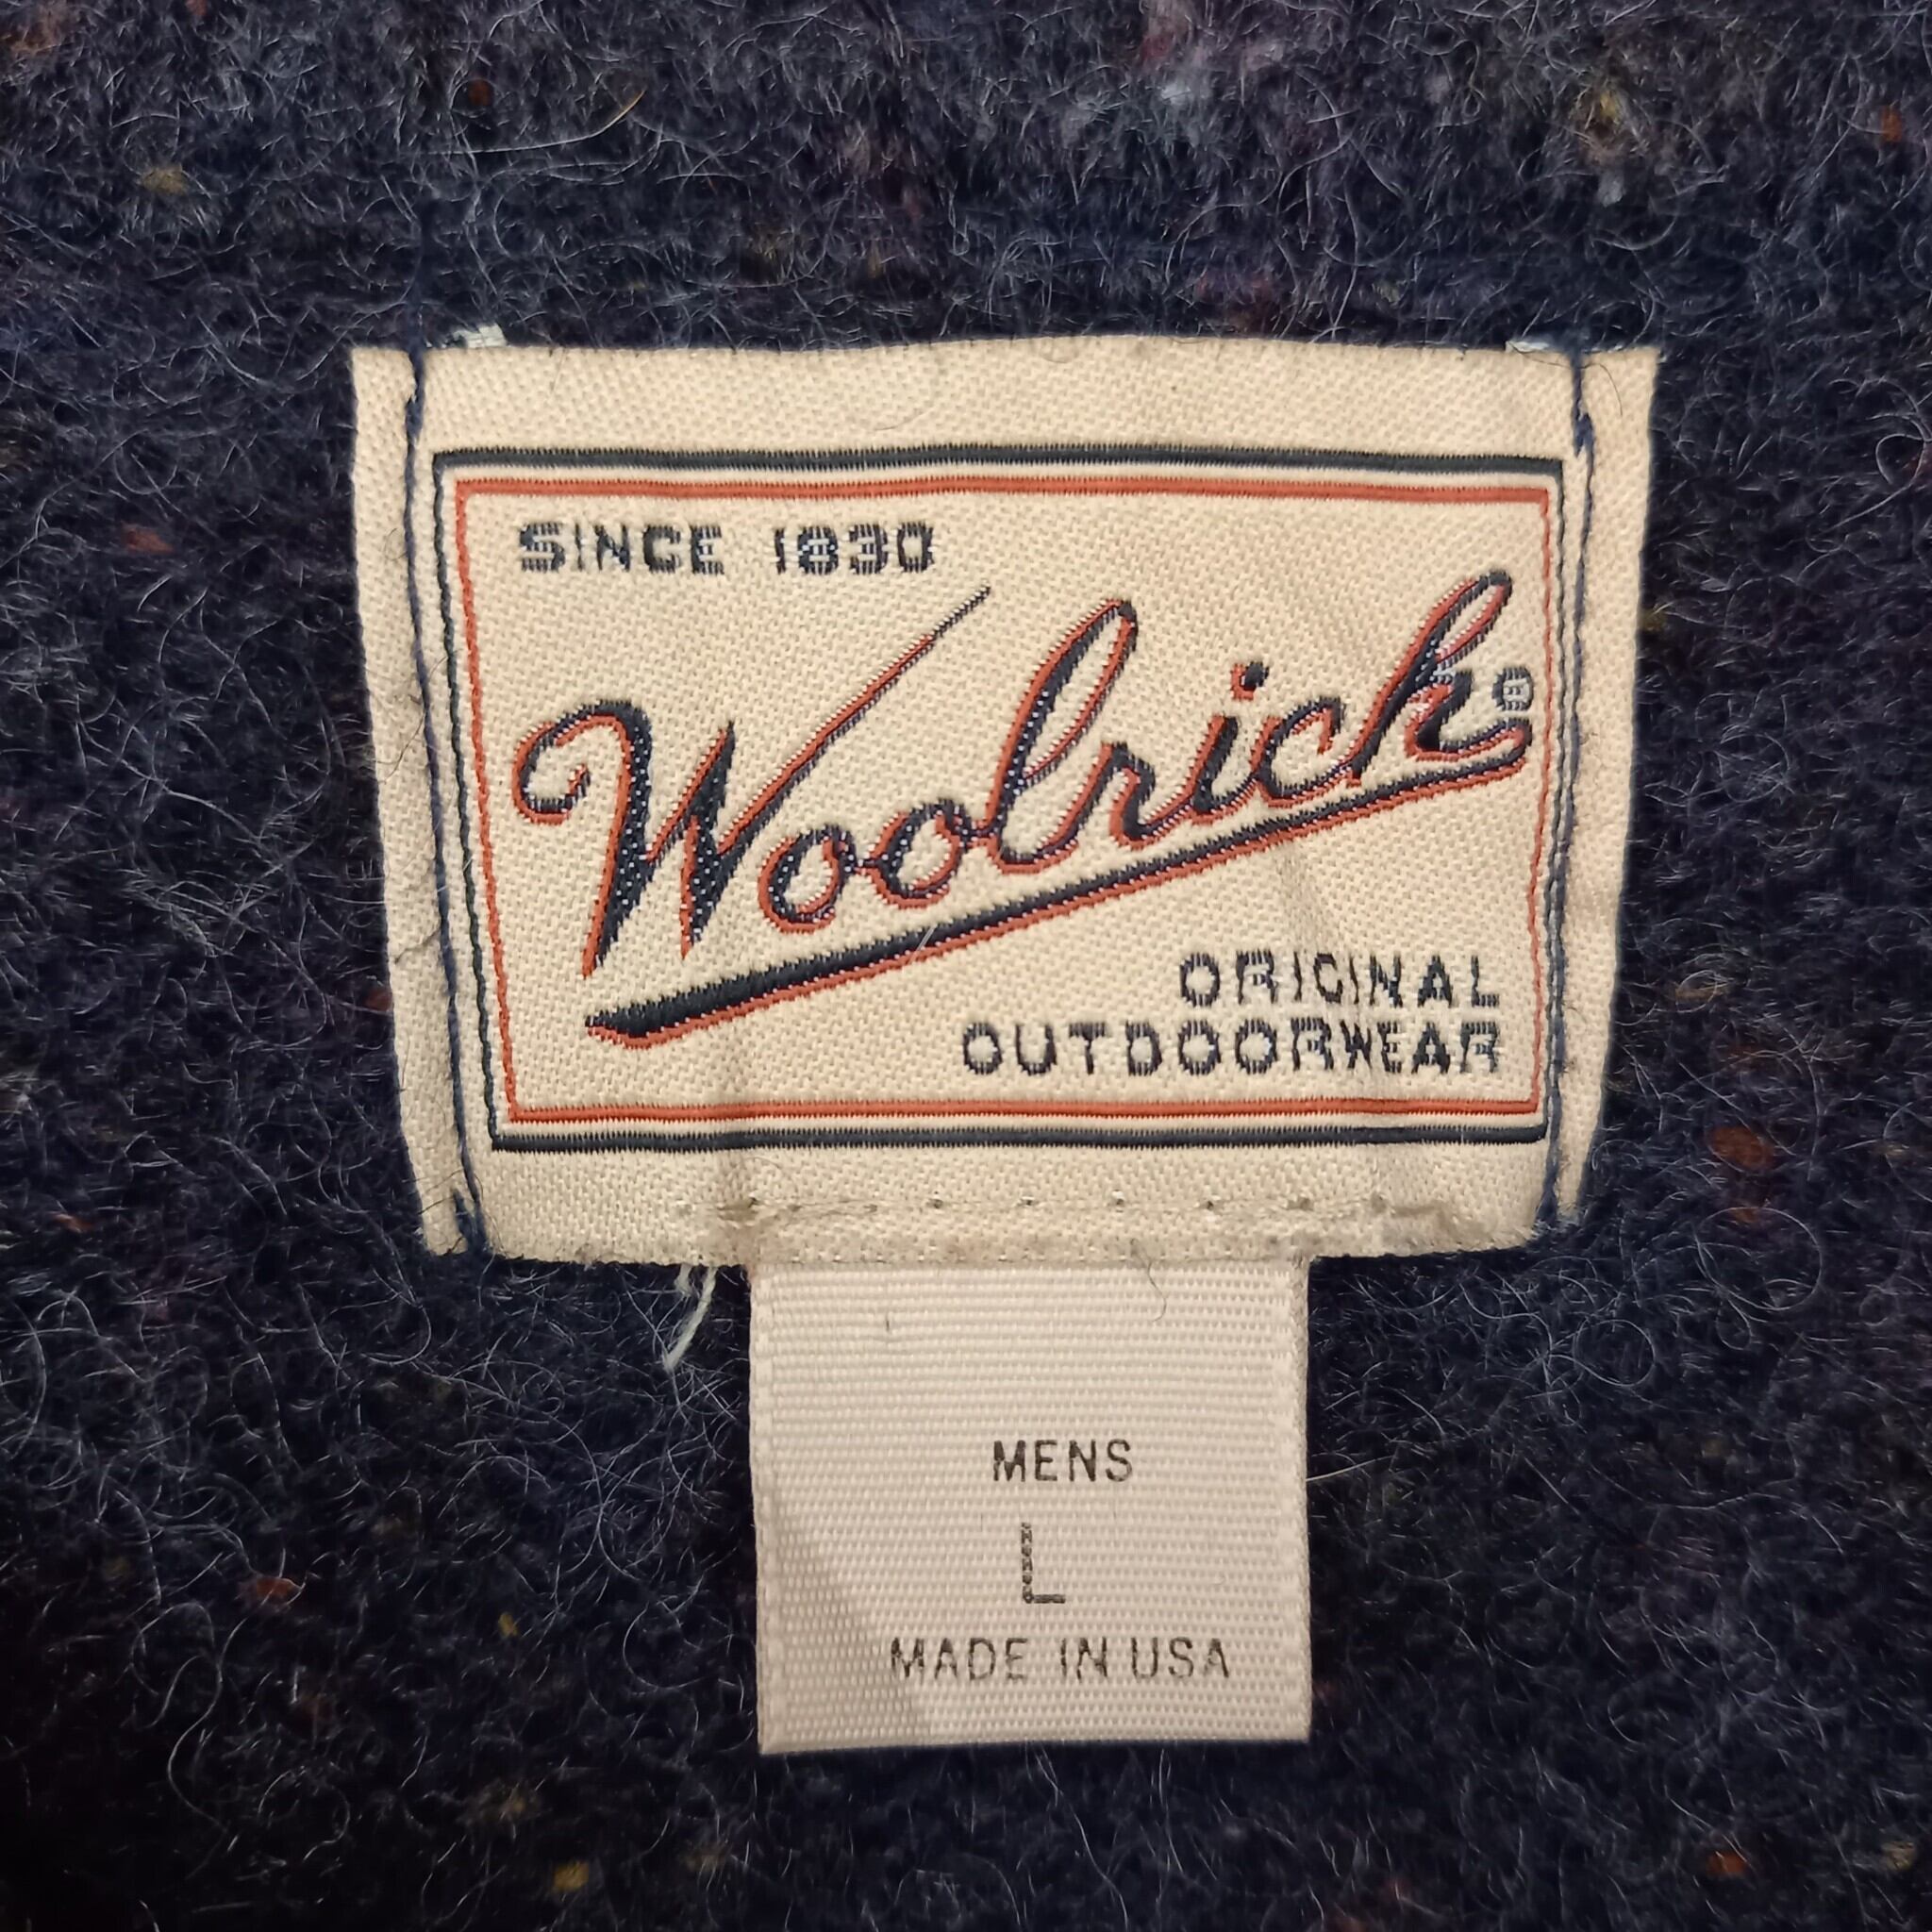 SINCE 1830
Woolrich®
ORIGINAL
OUTDOORWEAR
MENS
L
MADE IN USA